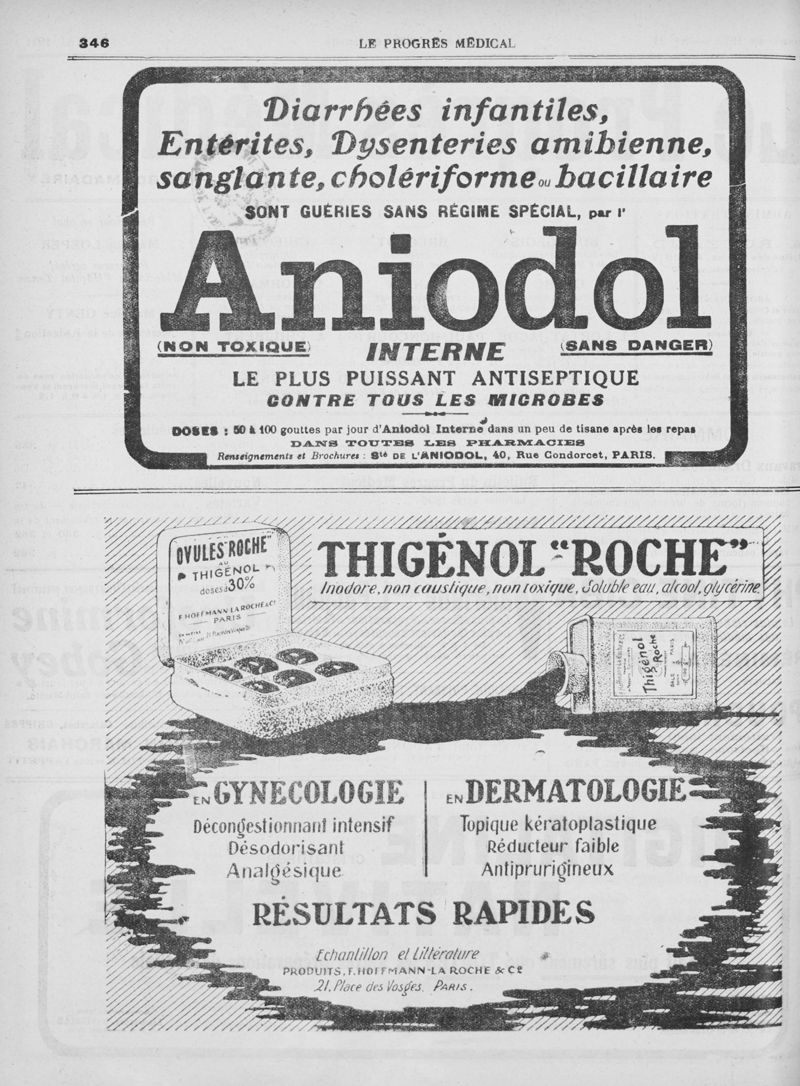 346
LE PROGRÈS MÉDICAL
Diarrhées infantiles,
Entérites, Dysenteries amibienne,
sanglante, cholériforme ou bacillaire
SONT GUÉRIES SANS RÉGIME SPÉCIAL, par l'
Aniodol
(NON TOXIQUE)
INTERNE
(SANS DANGER)
LE PLUS PUISSANT ANTISEPTIQUE
CONTRE TOUS LES MICROBES
DOSES : 50 à 100 gouttes par jour d'Aniodol Interne dans un peu de tisane après les repas
DANS TOUTES LES PHARMACIES
Renseignements et Brochures : Sté DE L'ANIODOL, 40, Rue Condorcet, PARIS.
OVULES "ROCHE"
AU
THIGÉNOL
doses à 30%
F. HOFFMANN-LA ROCHE & Cº
PARIS
THIGÉNOL "ROCHE"
Inodore, non caustique, non toxique, Soluble eau, alcool, glycérine
Thigénol
Roche
EN GYNECOLOGIE
Décongestionnant intensif
Désodorisant
Analgésique
EN DERMATOLOGIE
Topique kératoplastique
Réducteur faible
Antiprurigineux
RÉSULTATS RAPIDES
Echantillon et Littérature
PRODUITS, F. HOFFMANN-LA ROCHE & Cº
21, Place des Vosges, PARIS.